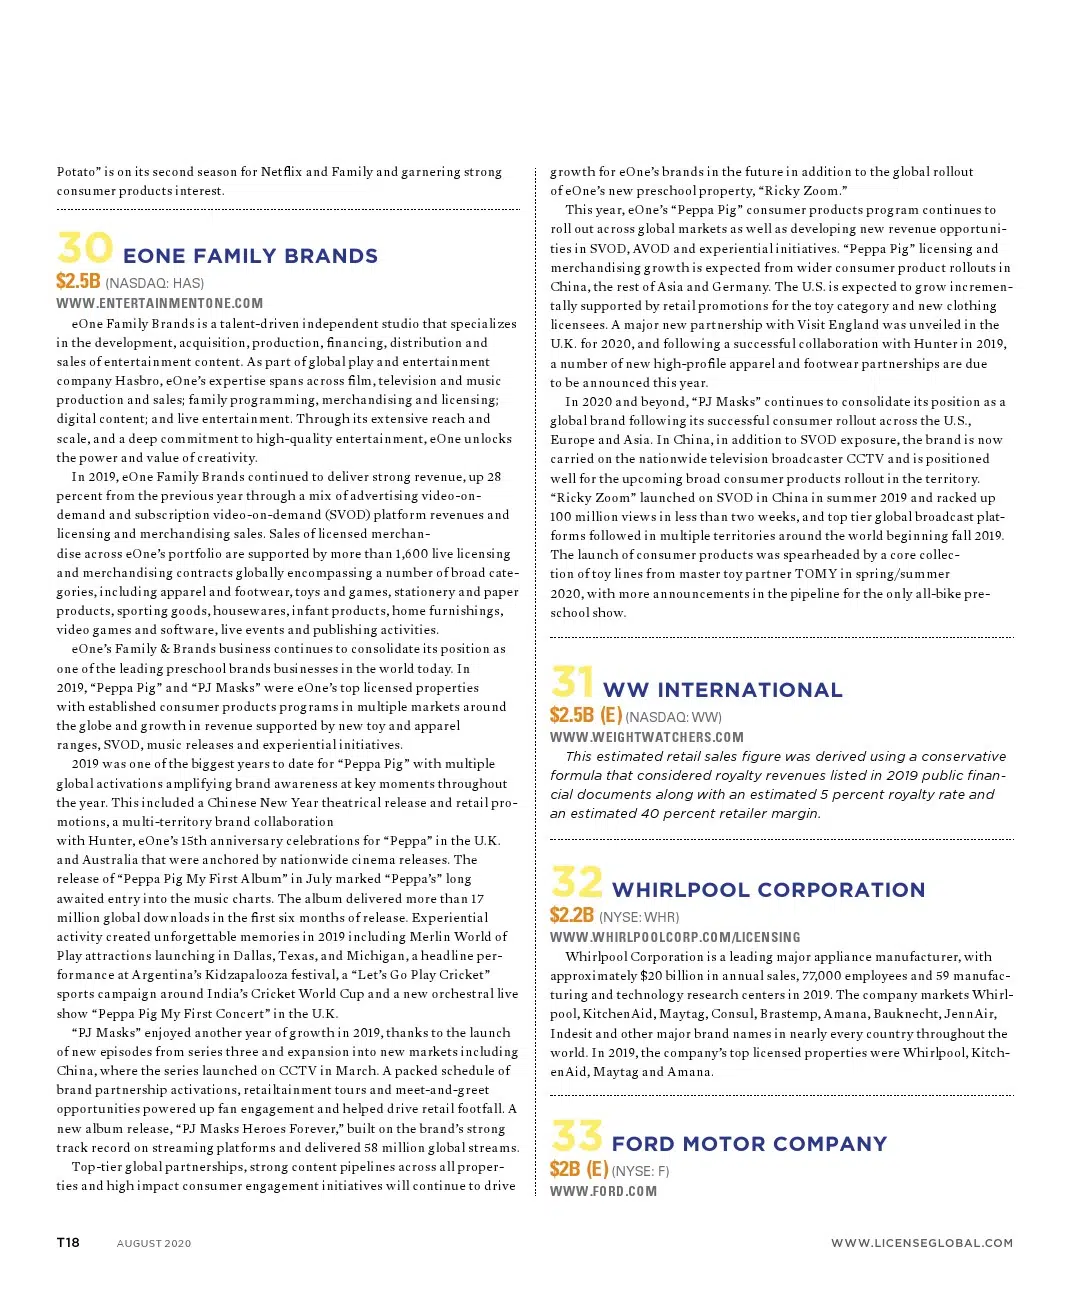 Potato” is on its second season for Netflix and Family and garnering strong
consumer products interest.
30 EONE FAMILY BRANDS
$2.5B (NASDAQ: HAS)
WWW.ENTERTAINMENTONE.COM
eOne Family Brands is a talent-driven independent studio that specializes
in the development, acquisition, production, financing, distribution and
sales of entertainment content. As part of global play and entertainment
company Hasbro, eOne’s expertise spans across film, television and music
production and sales; family programming, merchandising and licensing;
digital content; and live entertainment. Through its extensive reach and
scale, and a deep commitment to high-quality entertainment, eOne unlocks
the power and value of creativity.
In 2019, eOne Family Brands continued to deliver strong revenue, up 28
percent from the previous year through a mix of advertising video-on-
demand and subscription video-on-demand (SVOD) platform revenues and
licensing and merchandising sales. Sales of licensed merchan-
dise across eOne’s portfolio are supported by more than 1,600 live licensing
and merchandising contracts globally encompassing a number of broad cate-
gories, including apparel and footwear, toys and games, stationery and paper
products, sporting goods, housewares, infant products, home furnishings,
video games and software, live events and publishing activities.
eOne’s Family & Brands business continues to consolidate its position as
one of the leading preschool brands businesses in the world today. In
2019, “Peppa Pig” and “PJ Masks” were eOne’s top licensed properties
with established consumer products programs in multiple markets around
the globe and growth in revenue supported by new toy and apparel
ranges, SVOD, music releases and experiential initiatives.
2019 was one of the biggest years to date for “Peppa Pig” with multiple
global activations amplifying brand awareness at key moments throughout
the year. This included a Chinese New Year theatrical release and retail pro-
motions, a multi-territory brand collaboration
with Hunter, eOne’s 15th anniversary celebrations for “Peppa” in the U.K.
and Australia that were anchored by nationwide cinema releases. The
release of “Peppa Pig My First Album” in July marked “Peppa’s” long
awaited entry into the music charts. The album delivered more than 17
million global downloads in the first six months of release. Experiential
activity created unforgettable memories in 2019 including Merlin World of
Play attractions launching in Dallas, Texas, and Michigan, a headline per-
formance at Argentina’s Kidzapalooza festival, a “Let’s Go Play Cricket”
sports campaign around India’s Cricket World Cup and a new orchestral live
show “Peppa Pig My First Concert” in the U.K.
“PJ Masks” enjoyed another year of growth in 2019, thanks to the launch
of new episodes from series three and expansion into new markets including
China, where the series launched on CCTV in March. A packed schedule of
brand partnership activations, retailtainment tours and meet-and-greet
opportunities powered up fan engagement and helped drive retail footfall. A
new album release, “PJ Masks Heroes Forever,” built on the brand’s strong
track record on streaming platforms and delivered 58 million global streams.
Top-tier global partnerships, strong content pipelines across all proper-
ties and high impact consumer engagement initiatives will continue to drive
growth for eOne’s brands in the future in addition to the global rollout
of eOne’s new preschool property, “Ricky Zoom.”
This year, eOne’s “Peppa Pig” consumer products program continues to
roll out across global markets as well as developing new revenue opportuni-
ties in SVOD, AVOD and experiential initiatives. “Peppa Pig” licensing and
merchandising growth is expected from wider consumer product rollouts in
China, the rest of Asia and Germany. The U.S. is expected to grow incremen-
tally supported by retail promotions for the toy category and new clothing
licensees. A major new partnership with Visit England was unveiled in the
U.K. for 2020, and following a successful collaboration with Hunter in 2019,
a number of new high-profile apparel and footwear partnerships are due
to be announced this year.
In 2020 and beyond, “PJ Masks” continues to consolidate its position as a
global brand following its successful consumer rollout across the U.S.,
Europe and Asia. In China, in addition to SVOD exposure, the brand is now
carried on the nationwide television broadcaster CCTV and is positioned
well for the upcoming broad consumer products rollout in the territory.
“Ricky Zoom” launched on SVOD in China in summer 2019 and racked up
100 million views in less than two weeks, and top tier global broadcast plat-
forms followed in multiple territories around the world beginning fall 2019.
The launch of consumer products was spearheaded by a core collec-
tion of toy lines from master toy partner TOMY in spring/summer
2020, with more announcements in the pipeline for the only all-bike pre-
school show.
31 WW INTERNATIONAL
$2.5B (E) (NASDAQ: WW)
WWW.WEIGHTWATCHERS.COM
This estimated retail sales figure was derived using a conservative
formula that considered royalty revenues listed in 2019 public finan-
cial documents along with an estimated 5 percent royalty rate and
an estimated 40 percent retailer margin.
32 WHIRLPOOL CORPORATION
$2.2B (NYSE: WHR)
WWW.WHIRLPOOLCORP.COM/LICENSING
Whirlpool Corporation is a leading major appliance manufacturer, with
approximately $20 billion in annual sales, 77,000 employees and 59 manufac-
turing and technology research centers in 2019. The company markets Whirl-
pool, KitchenAid, Maytag, Consul, Brastemp, Amana, Bauknecht, JennAir,
Indesit and other major brand names in nearly every country throughout the
world. In 2019, the company’s top licensed properties were Whirlpool, Kitch-
enAid, Maytag and Amana.
33 FORD MOTOR COMPANY
$2B (E) (NYSE: F)
WWW.FORD.COM
T18 AUGUST 2020 WWW.LICENSEGLOBAL.COM